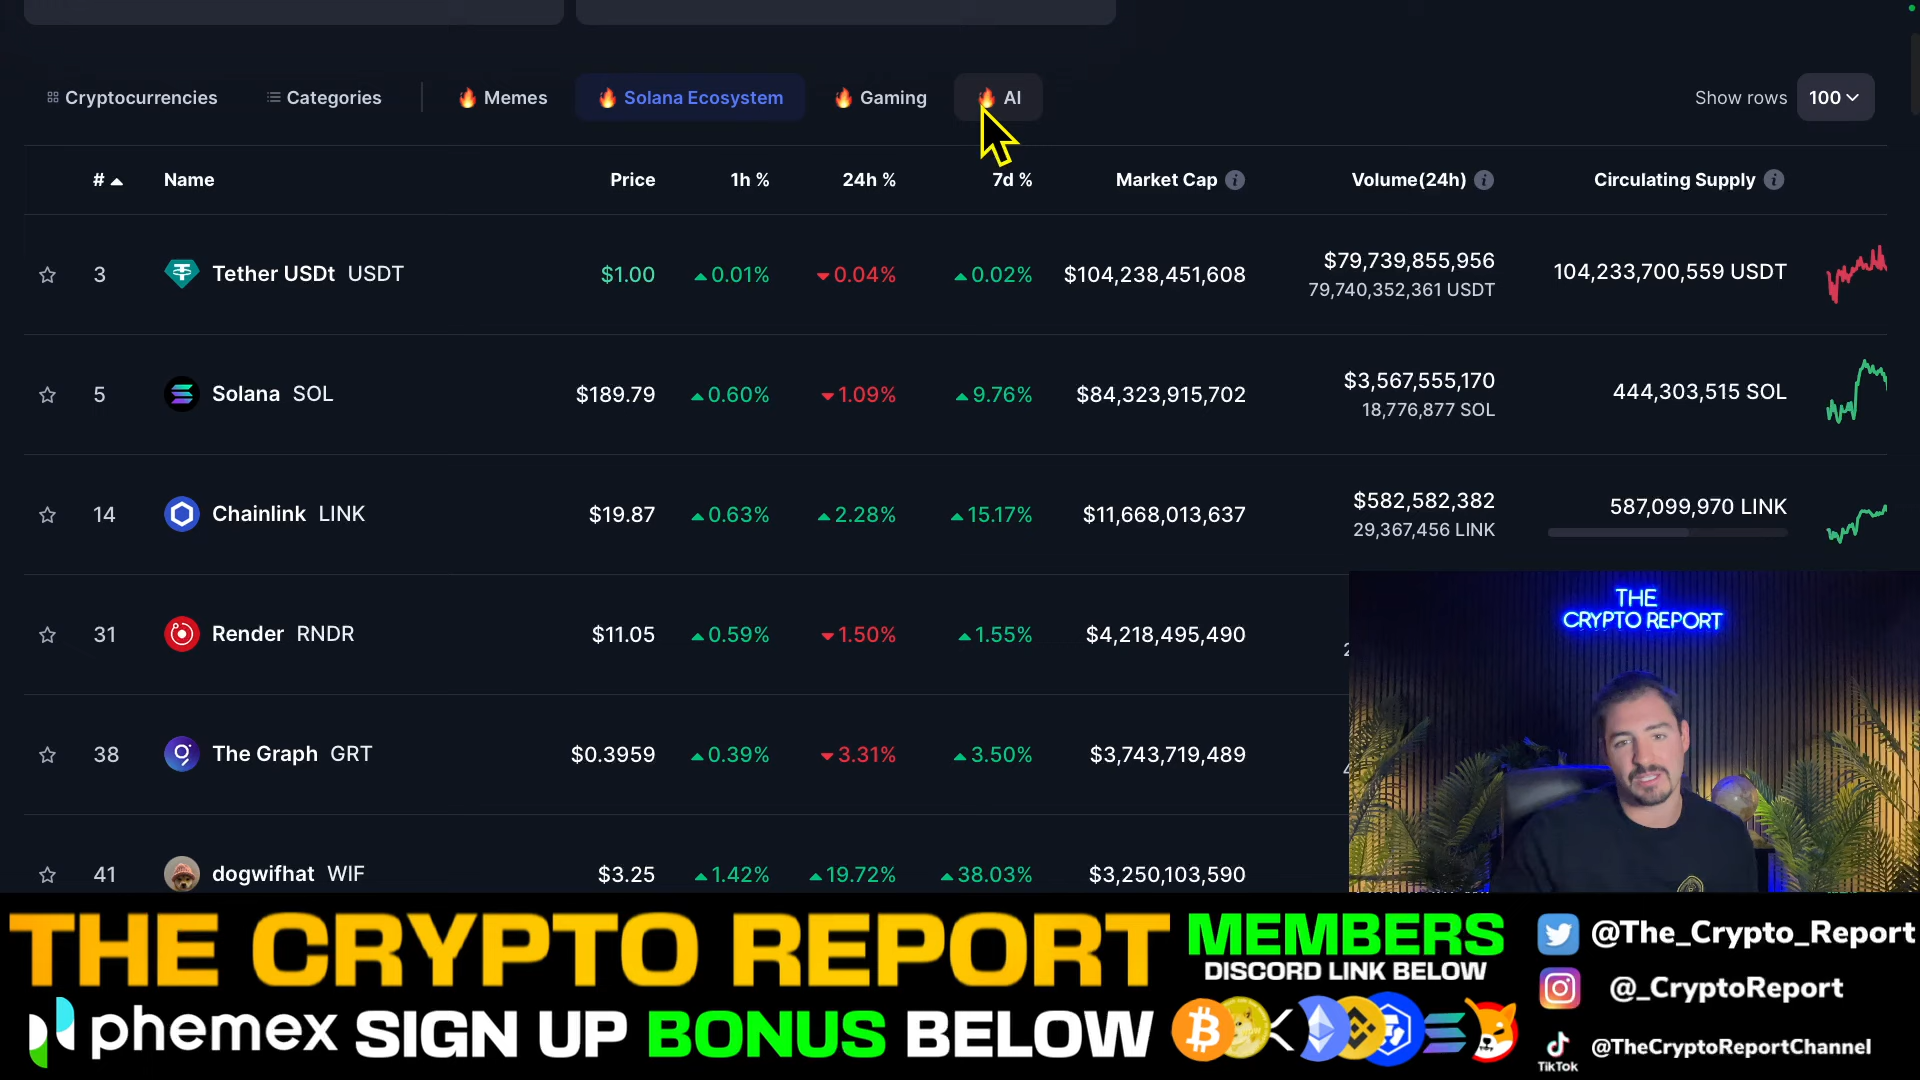 Cryptocurrencies Categories Memes Solana Ecosystem Gaming AI Show rows 100
# Name Price 1h % 24h % 7d % Market Cap Volume(24h) Circulating Supply
3 Tether USDt USDT $1.00 0.01% 0.04% 0.02% $104,238,451,608 $79,739,855,956 104,233,700,559 USDT
79,740,352,361 USDT
5 Solana SOL $189.79 0.60% 1.09% 9.76% $84,323,915,702 $3,567,555,170 444,303,515 SOL
18,776,877 SOL
14 Chainlink LINK $19.87 0.63% 2.28% 15.17% $11,668,013,637 $582,582,382 587,099,970 LINK
29,367,456 LINK
31 Render RNDR $11.05 0.59% 1.50% 1.55% $4,218,495,490
38 The Graph GRT $0.3959 0.39% 3.31% 3.50% $3,743,719,489
41 dogwifhat WIF $3.25 1.42% 19.72% 38.03% $3,250,103,590
THE
CRYPTO REPORT
THE CRYPTO REPORT
MEMBERS
DISCORD LINK BELOW
phemex SIGN UP BONUS BELOW
@The_Crypto_Report
@_CryptoReport
TikTok @TheCryptoReportChannel